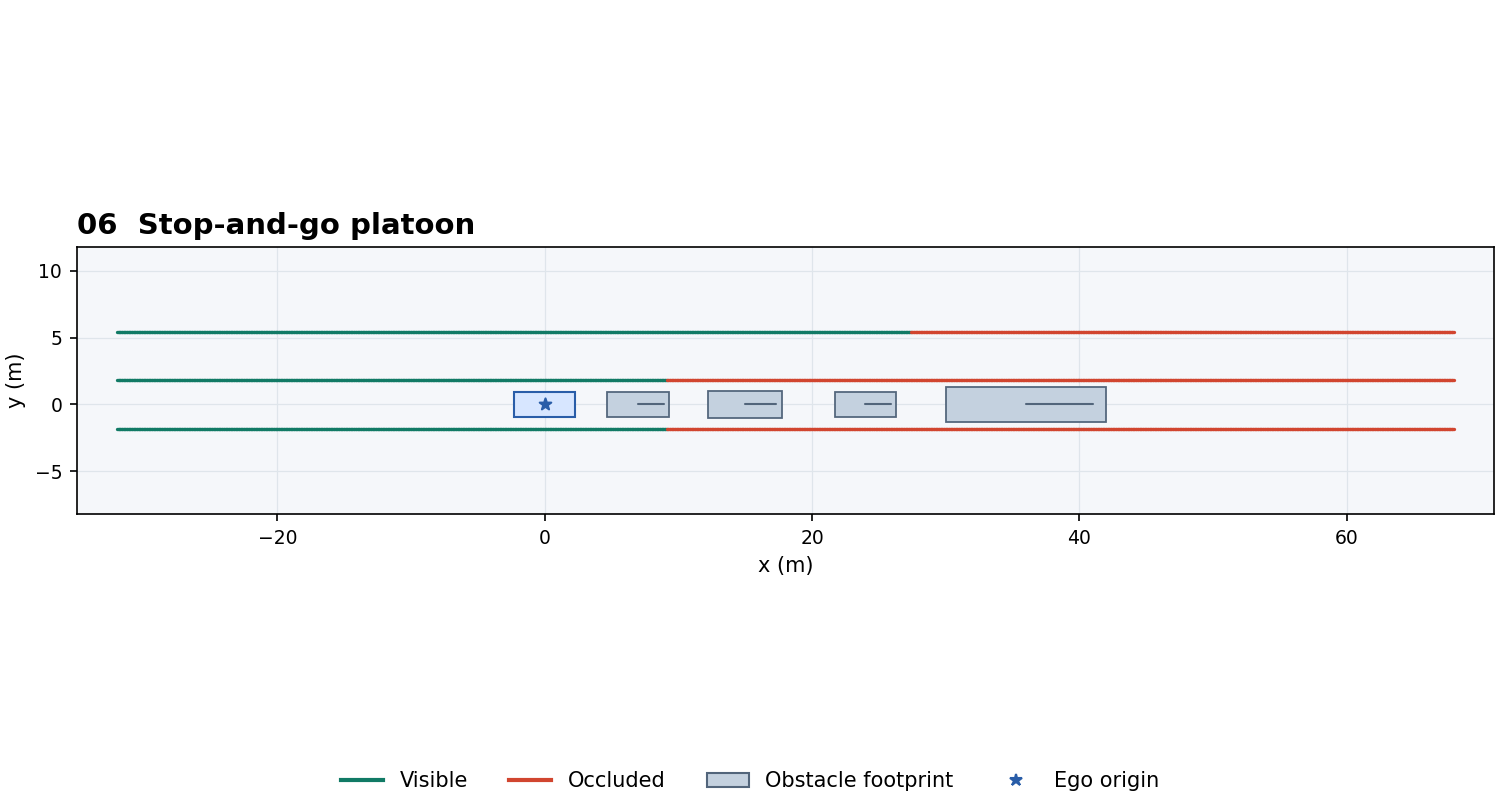 06  Stop-and-go platoon
10
5
0
−5
y (m)
−20
0
20
40
60
x (m)
Visible
Occluded
Obstacle footprint
Ego origin